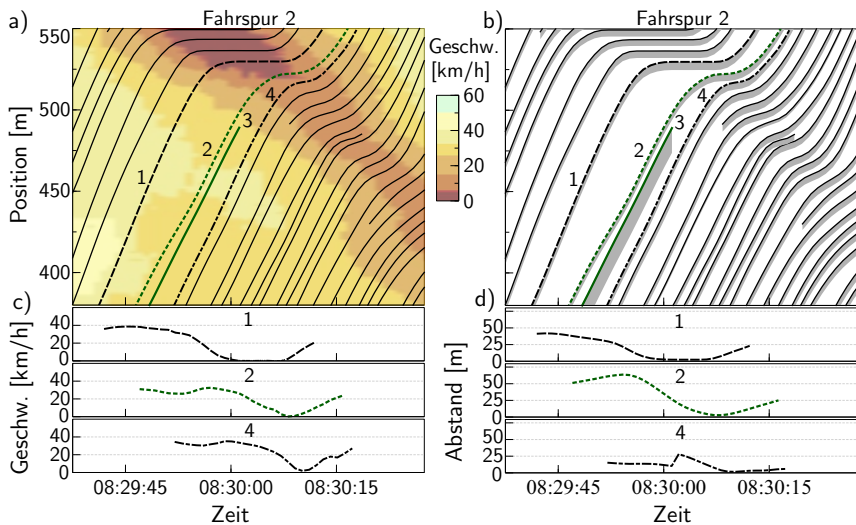 a)
Fahrspur 2
550
500
450
400
Position [m]
1
2
3
4
Geschw.
[km/h]
60
40
20
0
b)
Fahrspur 2
1
2
3
4
c)
Geschw. [km/h]
40
20
0
1
40
20
0
2
40
20
0
4
08:29:45 08:30:00 08:30:15
Zeit
d)
Abstand [m]
50
25
0
1
50
25
0
2
50
25
0
4
08:29:45 08:30:00 08:30:15
Zeit